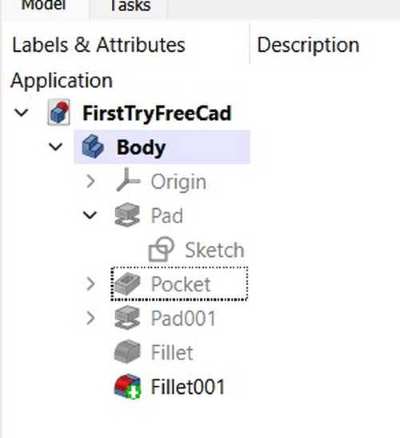 Model Tasks
Labels & Attributes Description
Application
FirstTryFreeCad
Body
Origin
Pad
Sketch
Pocket
Pad001
Fillet
Fillet001